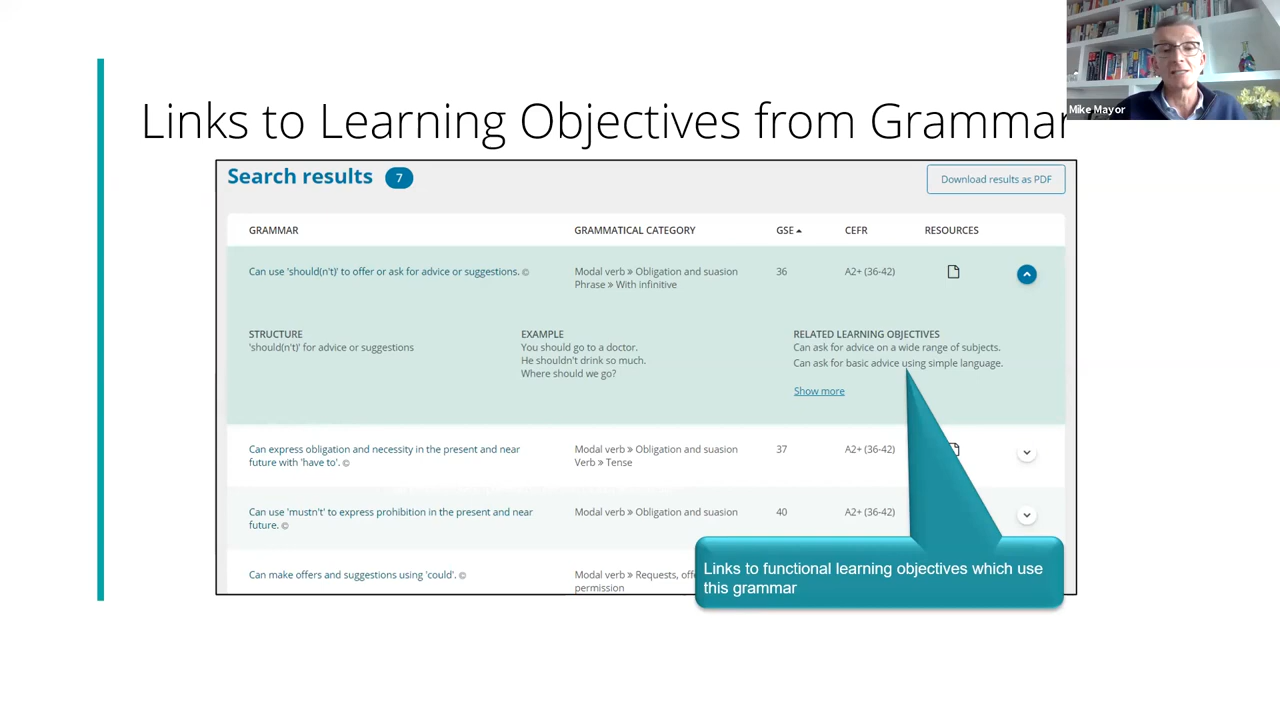 Mike Mayor
Links to Learning Objectives from Grammar
Search results 7
Download results as PDF
GRAMMAR GRAMMATICAL CATEGORY GSE CEFR RESOURCES
Can use 'should(n't)' to offer or ask for advice or suggestions. © Modal verb » Obligation and suasion 36 A2+ (36-42)
Phrase » With infinitive
STRUCTURE EXAMPLE RELATED LEARNING OBJECTIVES
'should(n't)' for advice or suggestions You should go to a doctor. Can ask for advice on a wide range of subjects.
He shouldn't drink so much. Can ask for basic advice using simple language.
Where should we go?
Show more
Can express obligation and necessity in the present and near Modal verb » Obligation and suasion 37 A2+ (36-42)
future with 'have to'. © Verb » Tense
Can use 'mustn't' to express prohibition in the present and near Modal verb » Obligation and suasion 40 A2+ (36-42)
future. ©
Can make offers and suggestions using 'could'. © Modal verb » Requests,
permission
Links to functional learning objectives which use
this grammar